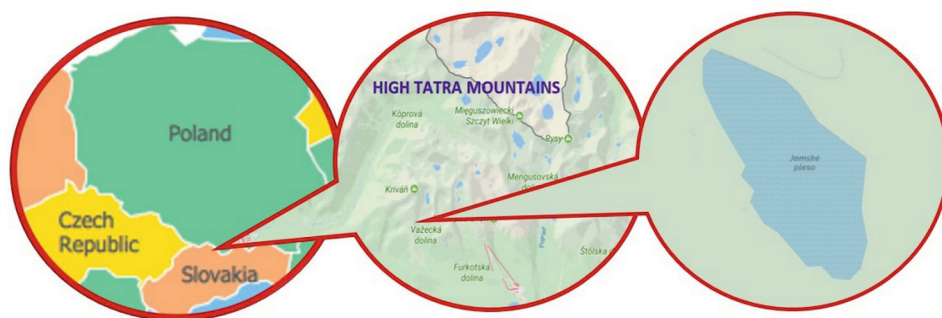 Poland
Czech
Republic
Slovakia
HIGH TATRA MOUNTAINS
Kôprová
dolina
Mięguszowiecki
Szczyt Wielki
Rysy
Mengusovská
Kriváň
Važecká
dolina
Furkotská
dolina
Štôlska
Jamské
pleso